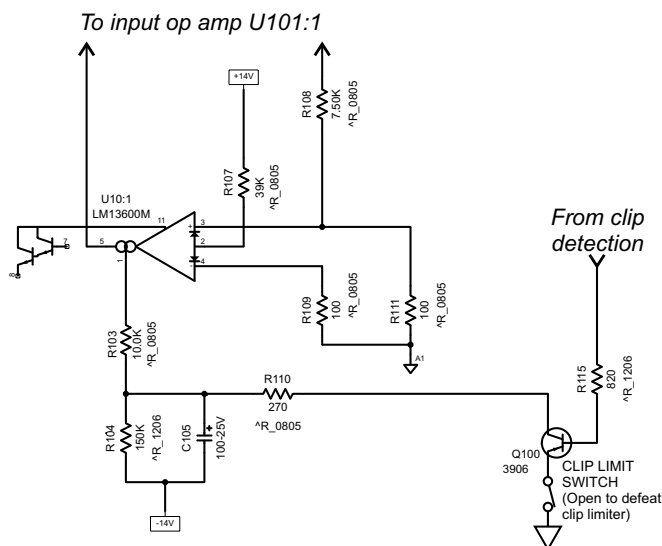 To input op amp U101:1
+14V
R108
7.50K
^R_0805
R107
39K
^R_0805
U10:1
LM13600M
11
3
+
7
5
2
1
4
-
8
From clip
detection
R109
100
^R_0805
R111
100
^R_0805
A1
R103
10.0K
^R_0805
R115
820
^R_1206
R110
270
^R_0805
R104
150K
^R_1206
C105
+
100-25V
Q100
3906
CLIP LIMIT
SWITCH
(Open to defeat
clip limiter)
-14V